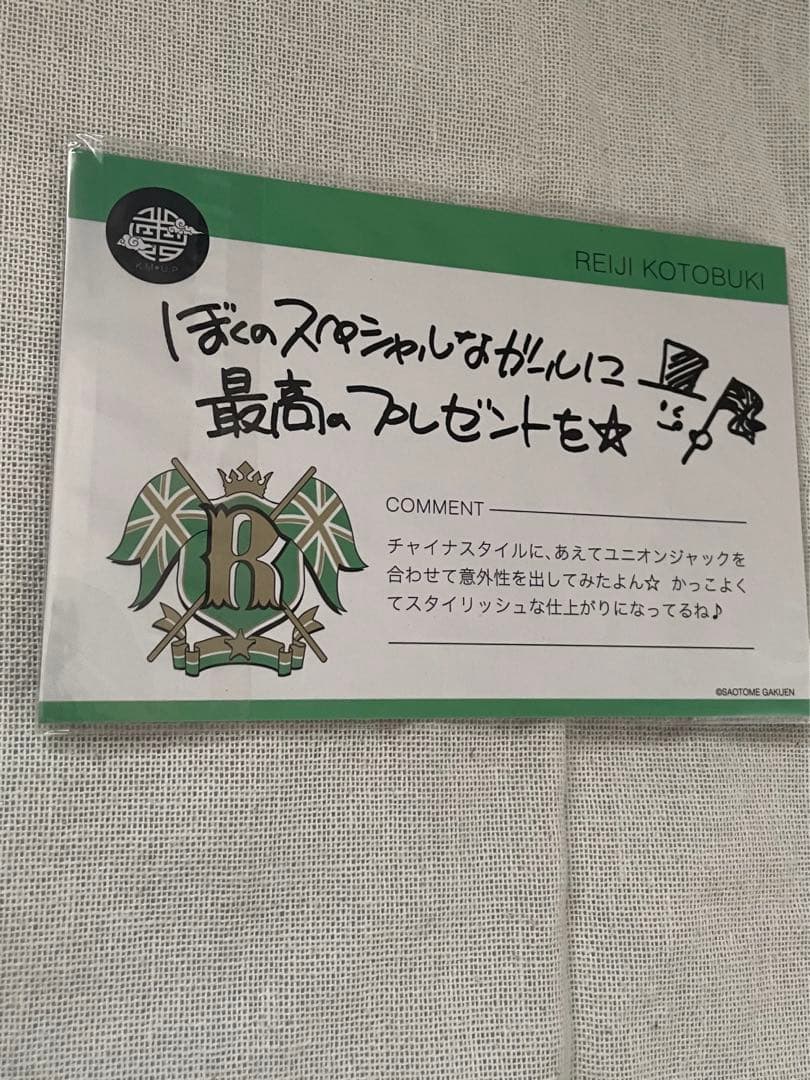 KM*U.P
REIJI KOTOBUKI
ぼくのスペシャルなガールに
最高のプレゼントを☆
R
COMMENT
チャイナスタイルに、あえてユニオンジャックを
合わせて意外性を出してみたよん☆ かっこよく
てスタイリッシュな仕上がりになってるね♪
©SAOTOME GAKUEN